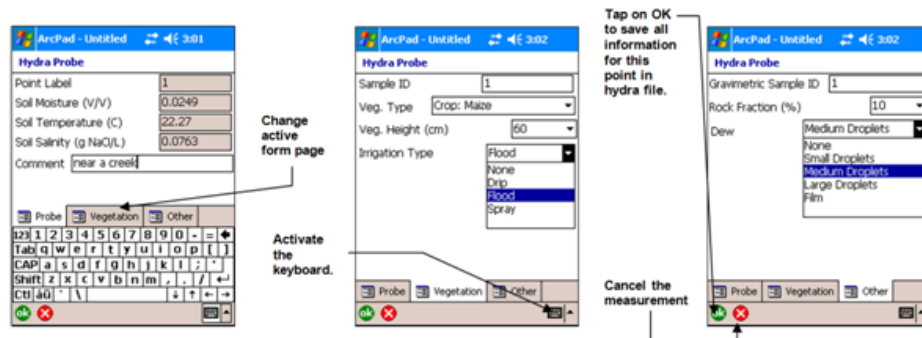 ArcPad - Untitled 3:01
Hydra Probe
Point Label 1
Soil Moisture (V/V) 0.0249
Soil Temperature (C) 22.27
Soil Salinity (g NaCl/L) 0.0763
Comment near a creek
Probe Vegetation Other
123 1 2 3 4 5 6 7 8 9 0 - =
Tab q w e r t y u i o p [ ]
CAP a s d f g h j k l ; '
Shift z x c v b n m , . /
Ctl áü ` \
ok
Change
active
form page
Activate
the
keyboard.
ArcPad - Untitled 3:02
Hydra Probe
Sample ID 1
Veg. Type Crop: Maize
Veg. Height (cm) 60
Irrigation Type Flood
None
Drip
Flood
Spray
Probe Vegetation Other
ok
Tap on OK
to save all
information
for this
point in
hydra file.
Cancel the
measurement
ArcPad - Untitled 3:02
Hydra Probe
Gravimetric Sample ID 1
Rock Fraction (%) 10
Dew Medium Droplets
None
Small Droplets
Medium Droplets
Large Droplets
Film
Probe Vegetation Other
ok